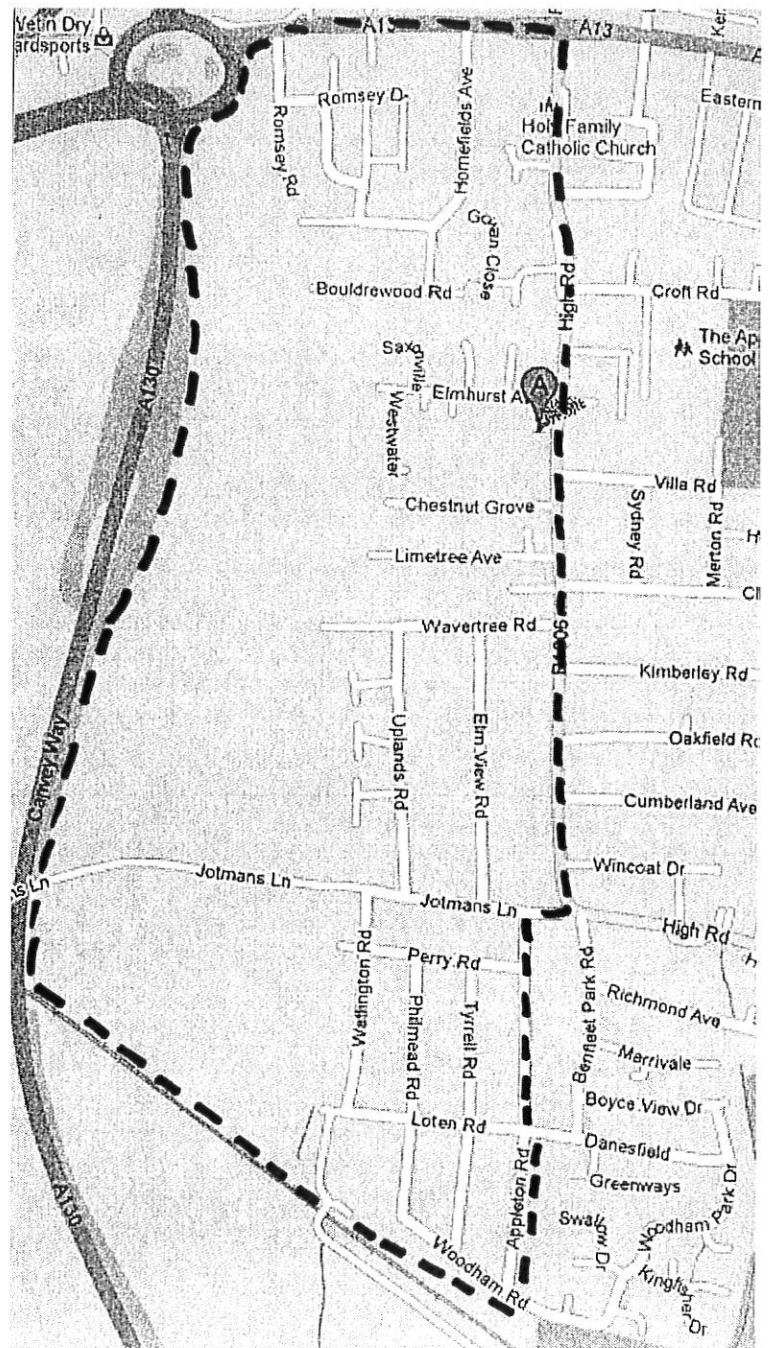 A13
A13
Romsey D
Romsey Rd
Homefields Ave
Holy Family
Catholic Church
Eastern
Close
Bouldrewood Rd
High Rd
Croft Rd
The Ap
School
A130
Elmhurst A
A
Westwater
Villa Rd
Chestnut Grove
Sydney Rd
Merton Rd
Limetree Ave
Wavertree Rd
Kimberley Rd
Uplands Rd
Elm View Rd
Oakfield Rd
Canvey Way
Cumberland Ave
Wincoat Dr
Jotmans Ln
Jotmans Ln
High Rd
Watlington Rd
Perry Rd
Philmead Rd
Tyrrell Rd
Benfleet Park Rd
Richmond Ave
Merrivale
Boyce View Dr
Loten Rd
Danesfield
Appleton Rd
Greenways
Park Dr
A130
Woodham Rd
Swallow Dr
Woodham
Kingfisher Dr